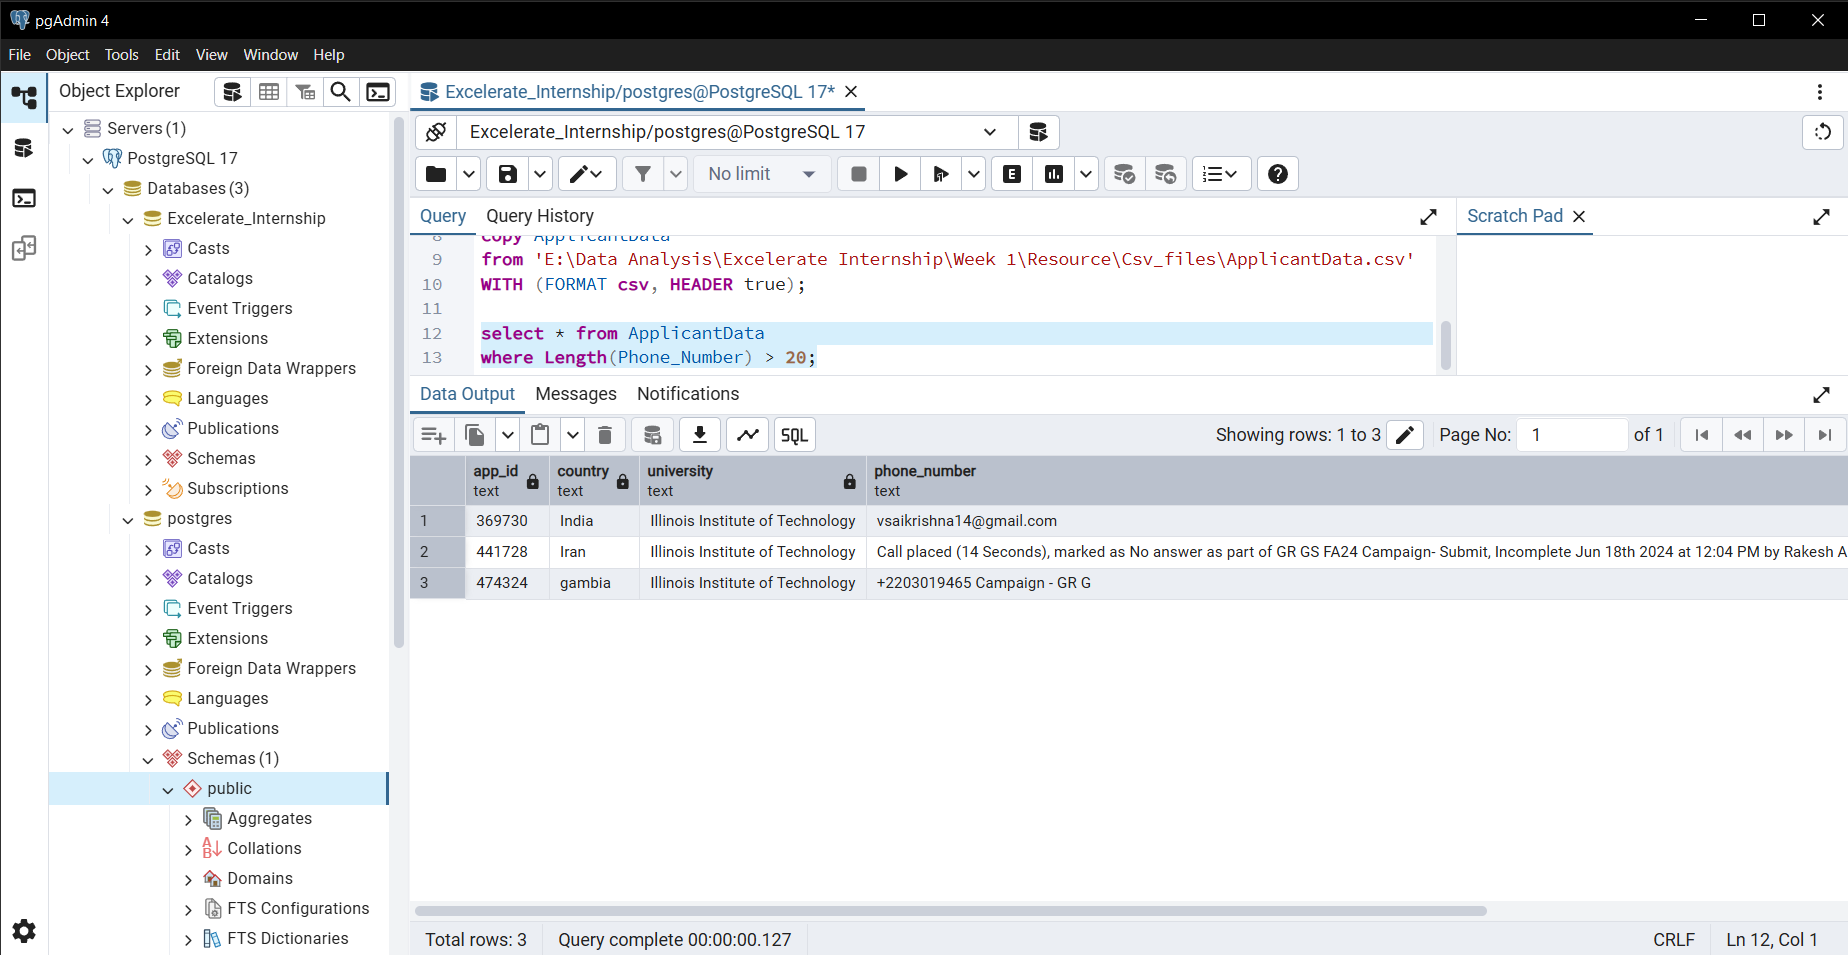 pgAdmin 4
File Object Tools Edit View Window Help
Object Explorer
Servers (1)
PostgreSQL 17
Databases (3)
Excelerate_Internship
Casts
Catalogs
Event Triggers
Extensions
Foreign Data Wrappers
Languages
Publications
Schemas
Subscriptions
postgres
Casts
Catalogs
Event Triggers
Extensions
Foreign Data Wrappers
Languages
Publications
Schemas (1)
public
Aggregates
Collations
Domains
FTS Configurations
FTS Dictionaries
Excelerate_Internship/postgres@PostgreSQL 17*
Excelerate_Internship/postgres@PostgreSQL 17
No limit
E
Query Query History
Scratch Pad
8 copy ApplicantData
9 from 'E:\Data Analysis\Excelerate Internship\Week 1\Resource\Csv_files\ApplicantData.csv'
10 WITH (FORMAT csv, HEADER true);
11
12 select * from ApplicantData
13 where Length(Phone_Number) > 20;
Data Output Messages Notifications
SQL
Showing rows: 1 to 3
Page No: 1 of 1
app_id country university phone_number
text text text text
1 369730 India Illinois Institute of Technology vsaikrishna14@gmail.com
2 441728 Iran Illinois Institute of Technology Call placed (14 Seconds), marked as No answer as part of GR GS FA24 Campaign- Submit, Incomplete Jun 18th 2024 at 12:04 PM by Rakesh A
3 474324 gambia Illinois Institute of Technology +2203019465 Campaign - GR G
Total rows: 3 Query complete 00:00:00.127 CRLF Ln 12, Col 1